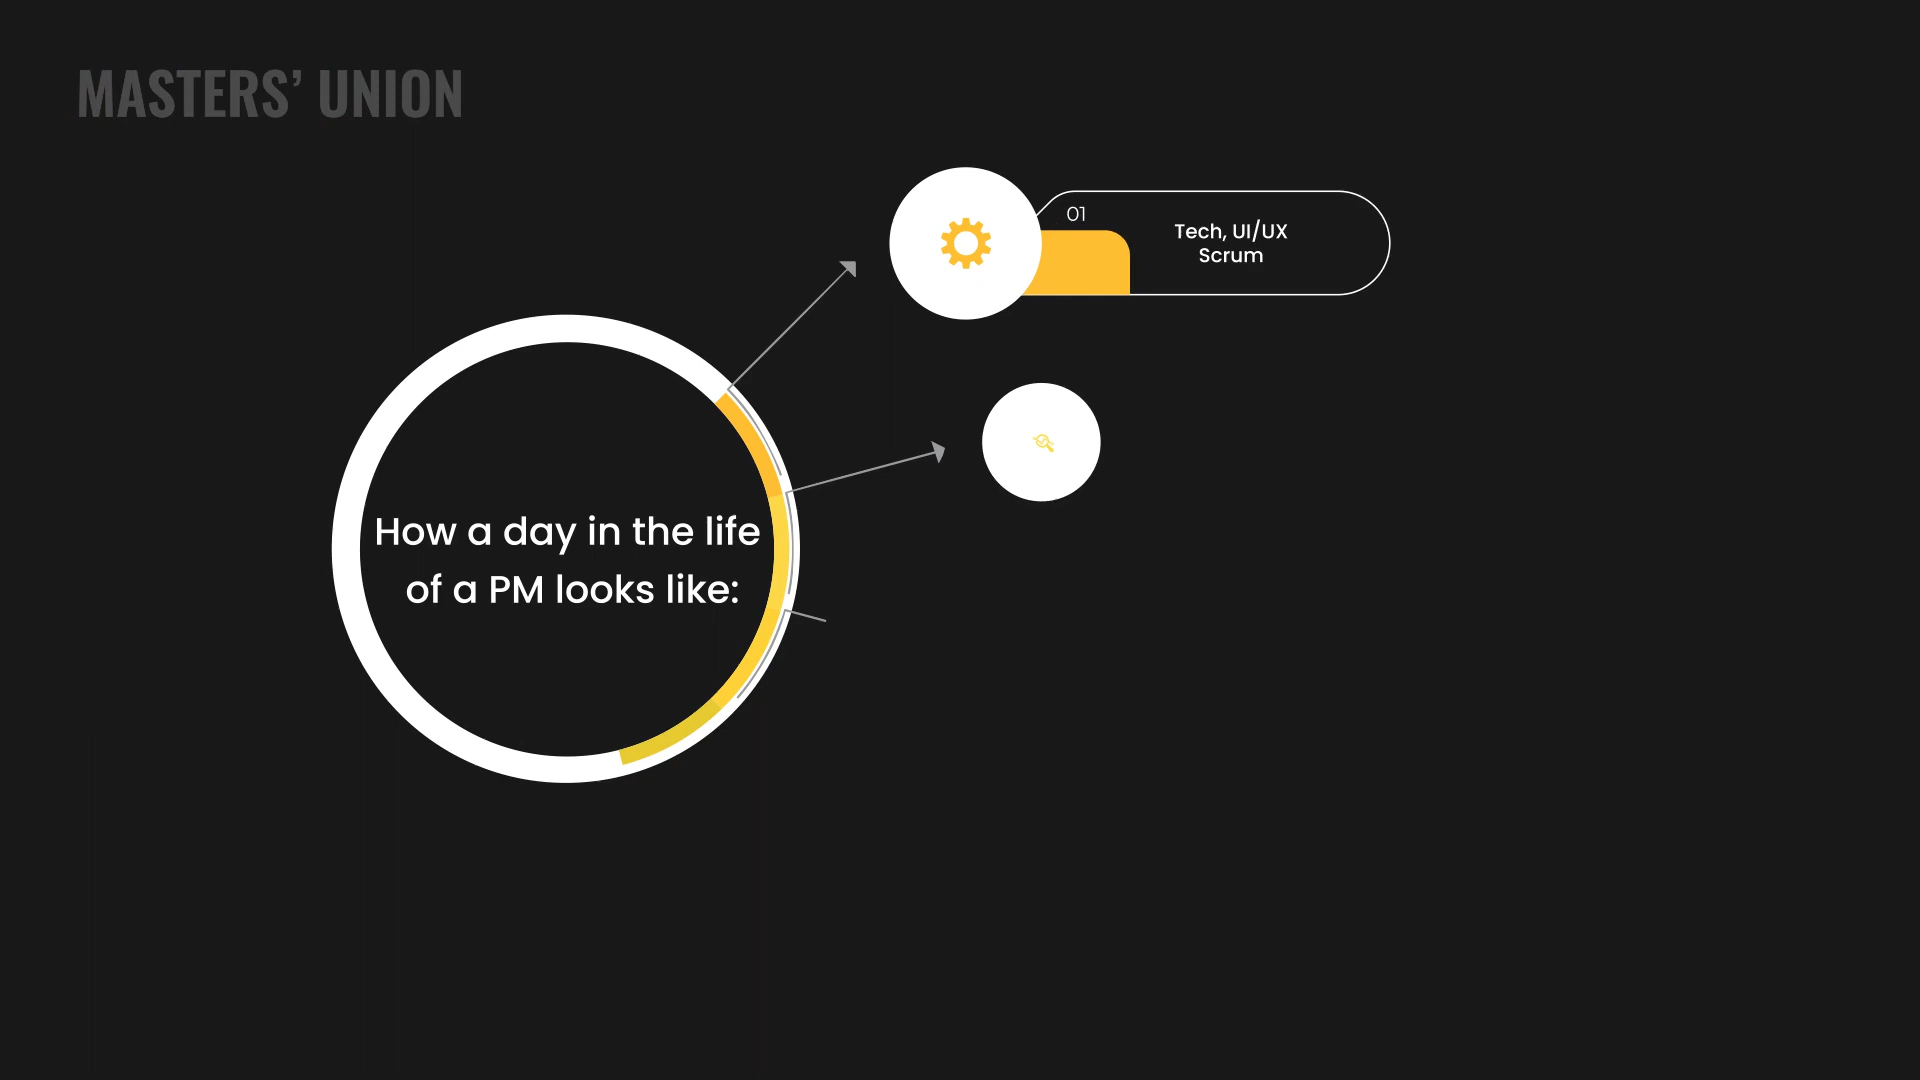 MASTERS’ UNION
01
Tech, UI/UX
Scrum
How a day in the life
of a PM looks like: